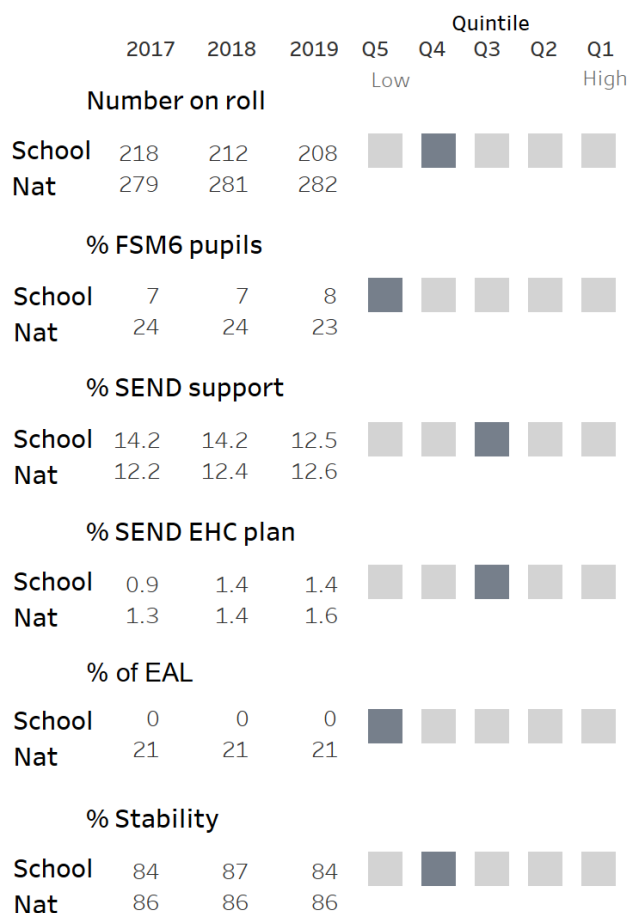 Quintile
2017 2018 2019 Q5 Q4 Q3 Q2 Q1
Low High
Number on roll
School 218 212 208
Nat 279 281 282
% FSM6 pupils
School 7 7 8
Nat 24 24 23
% SEND support
School 14.2 14.2 12.5
Nat 12.2 12.4 12.6
% SEND EHC plan
School 0.9 1.4 1.4
Nat 1.3 1.4 1.6
% of EAL
School 0 0 0
Nat 21 21 21
% Stability
School 84 87 84
Nat 86 86 86